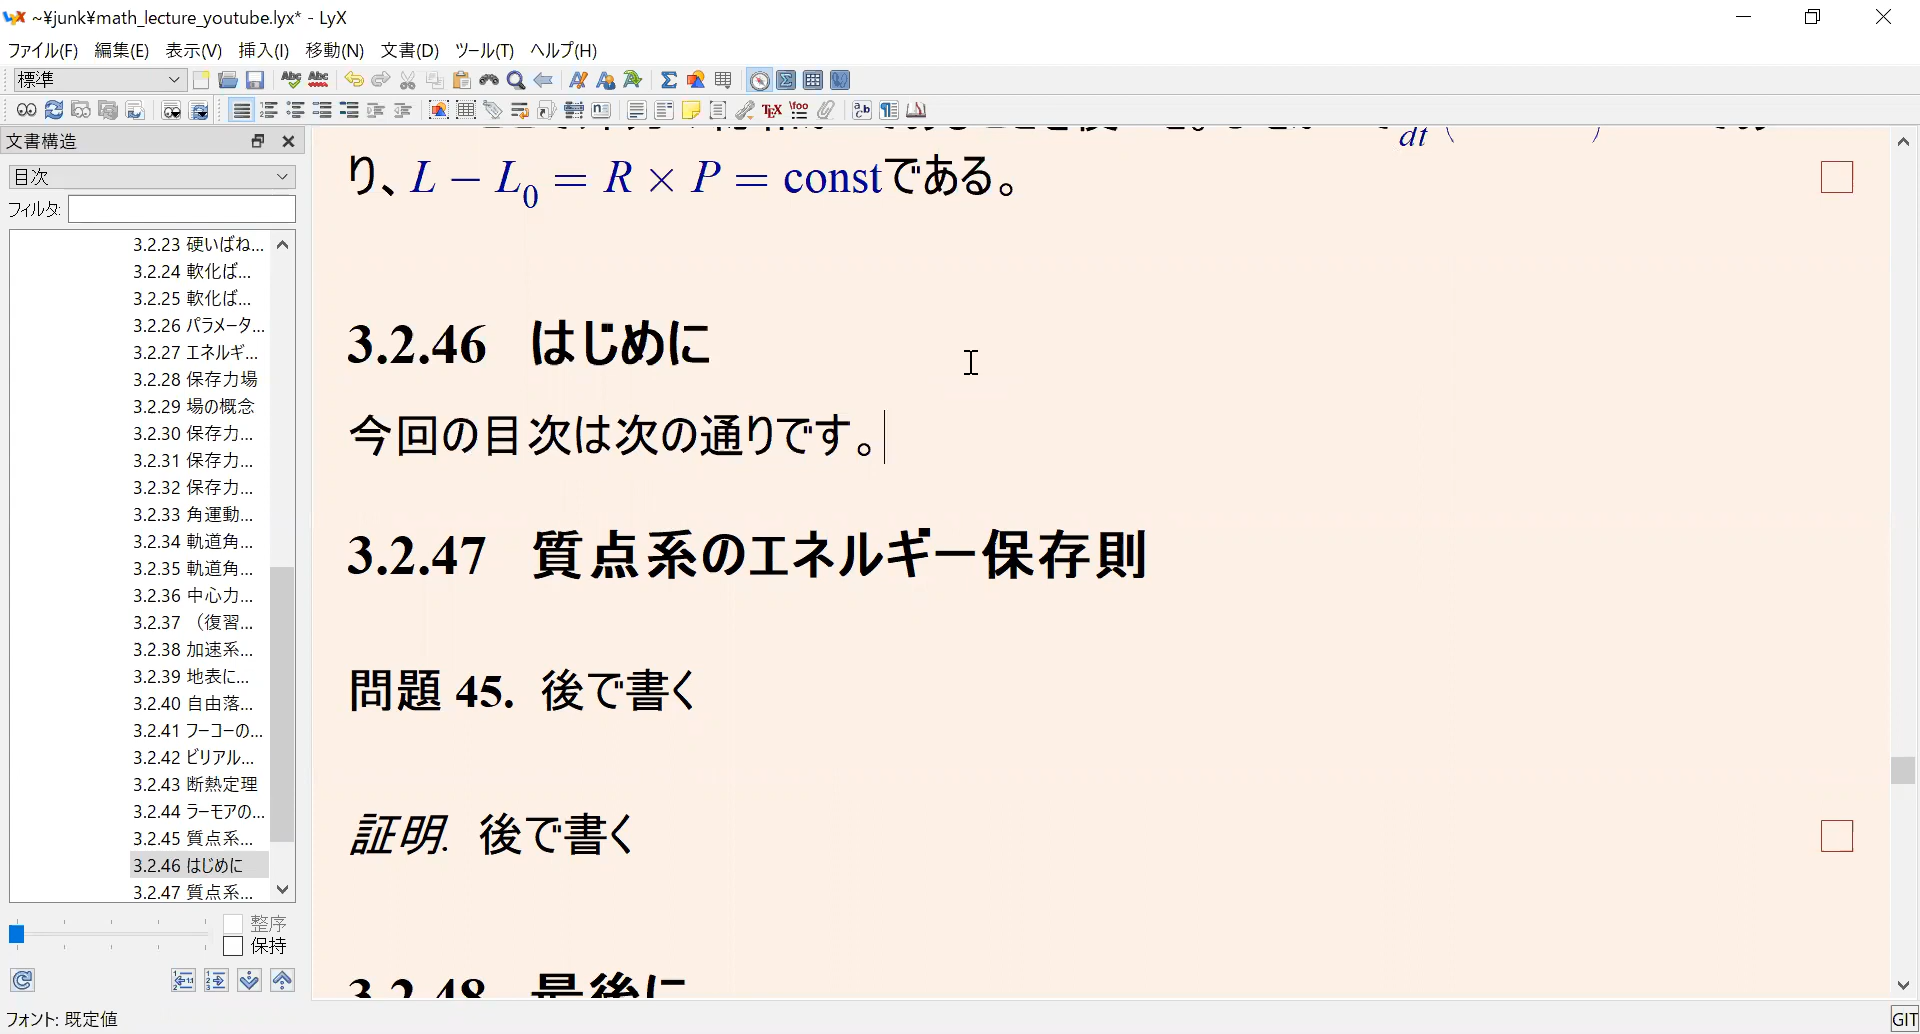 ~¥junk¥math_lecture_youtube.lyx* - LyX
ファイル(F) 編集(E) 表示(V) 挿入(I) 移動(N) 文書(D) ツール(T) ヘルプ(H)
標準
文書構造
目次
フィルタ:
3.2.23 硬いばね...
3.2.24 軟化ば...
3.2.25 軟化ば...
3.2.26 パラメータ...
3.2.27 エネルギ...
3.2.28 保存力場
3.2.29 場の概念
3.2.30 保存力...
3.2.31 保存力...
3.2.32 保存力...
3.2.33 角運動...
3.2.34 軌道角...
3.2.35 軌道角...
3.2.36 中心力...
3.2.37 （復習...
3.2.38 加速系...
3.2.39 地表に...
3.2.40 自由落...
3.2.41 フーコーの...
3.2.42 ビリアル...
3.2.43 断熱定理
3.2.44 ラーモアの...
3.2.45 質点系...
3.2.46 はじめに
3.2.47 質点系...
整序
保持
フォント: 既定値
dt
り、L − L₀ = R × P = constである。
3.2.46 はじめに
今回の目次は次の通りです。
3.2.47 質点系のエネルギー保存則
問題 45. 後で書く
証明. 後で書く
3.2.48 最後に
GIT